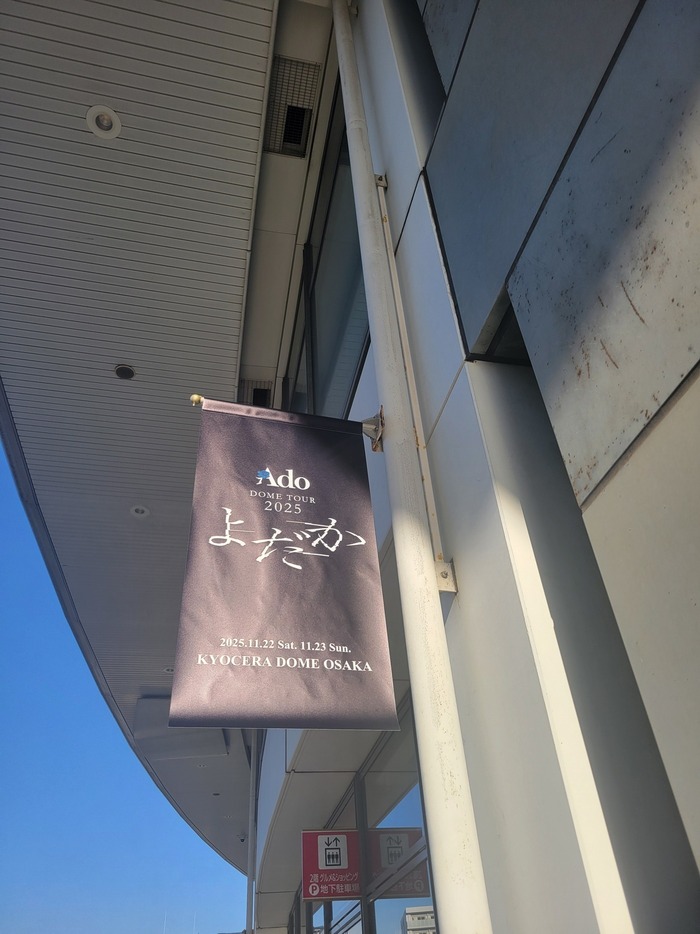 Ado
DOME TOUR
2025
よだか
2025.11.22 Sat. 11.23 Sun.
KYOCERA DOME OSAKA
2階 グルメ&ショッピング
P 地下駐車場